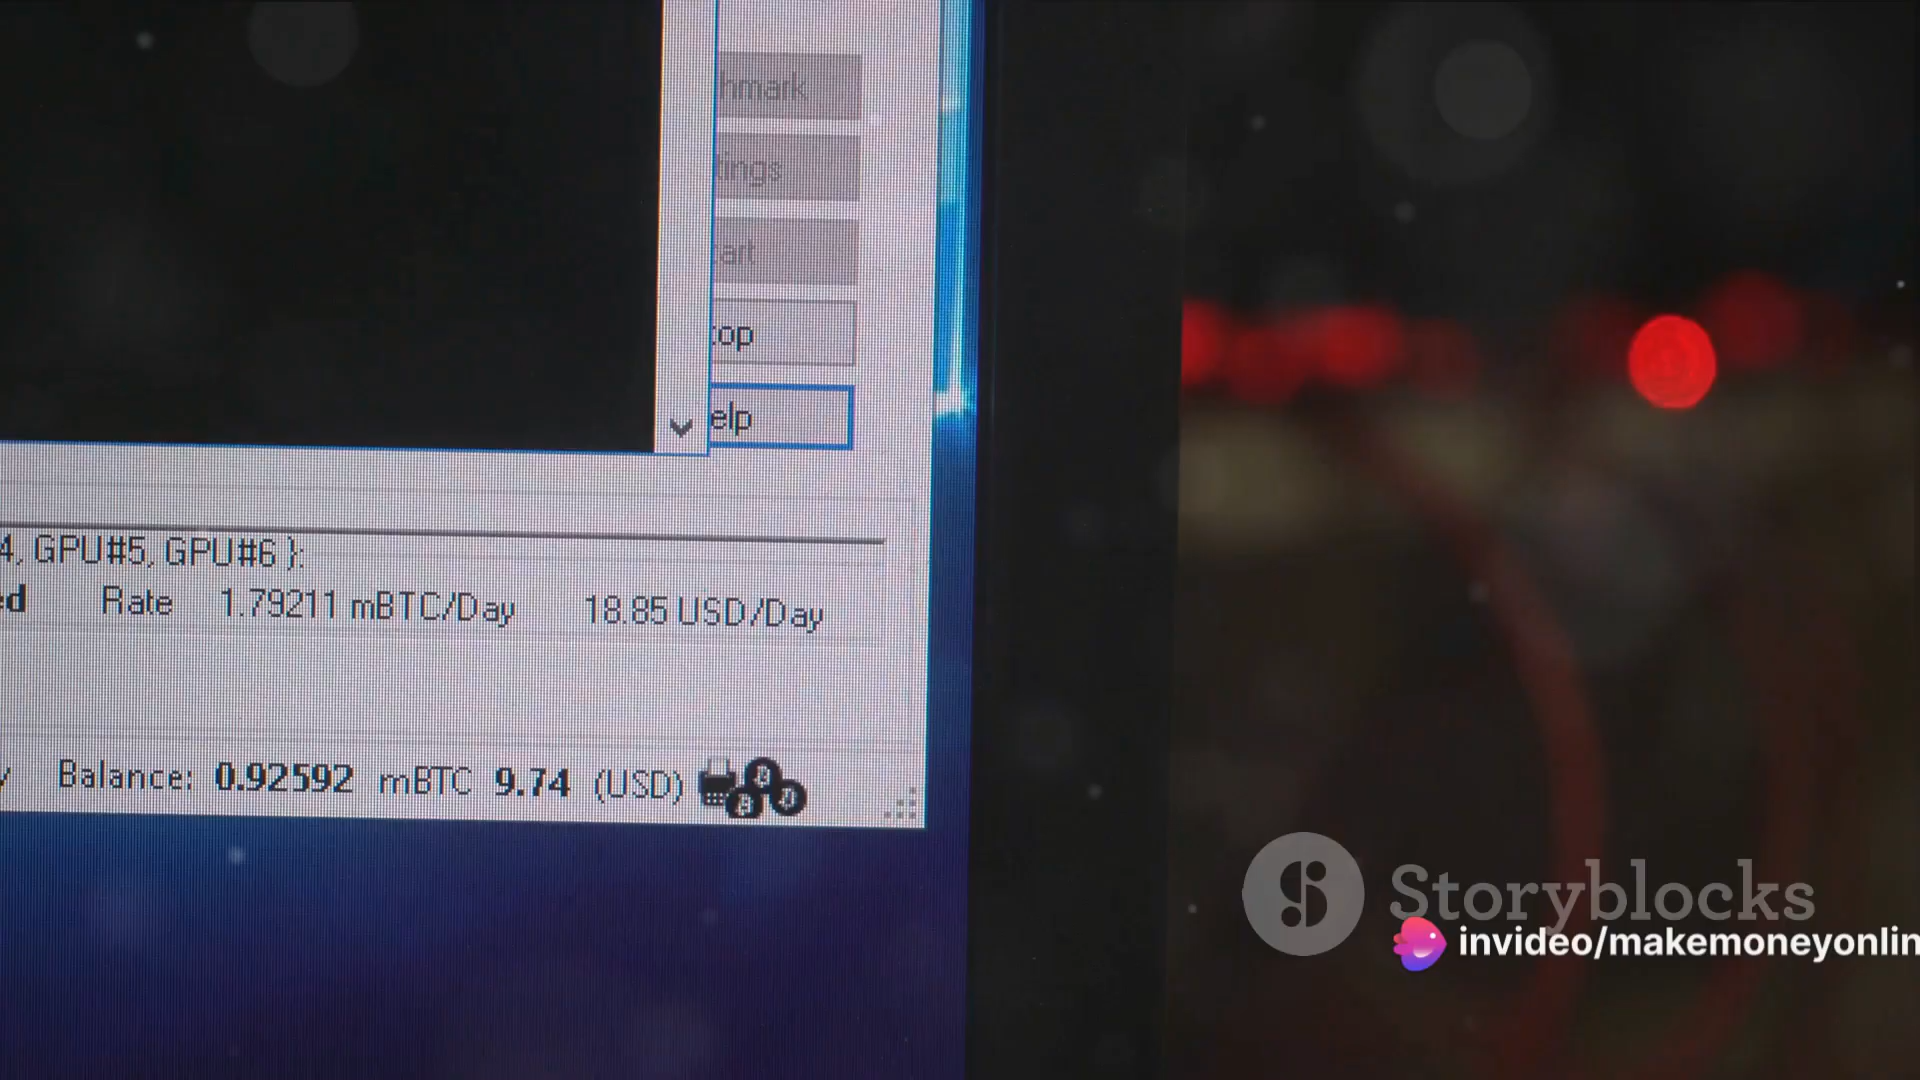 hmark
tings
art
top
elp
4, GPU#5, GPU#6 }:
ed Rate 1.79211 mBTC/Day 18.85 USD/Day
y Balance: 0.92592 mBTC 9.74 (USD)
Storyblocks
invideo/makemoneyonlin